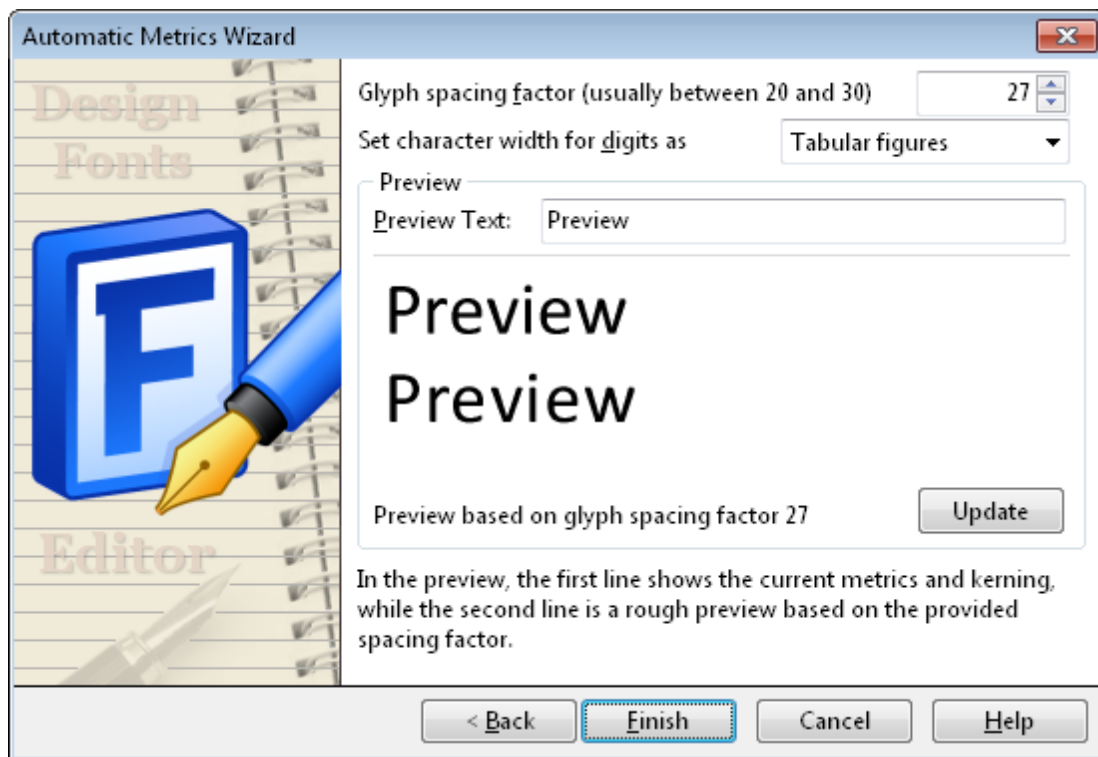 Automatic Metrics Wizard
Design
Fonts
F
Editor
Glyph spacing factor (usually between 20 and 30)
27
Set character width for digits as
Tabular figures
Preview
Preview Text:
Preview
Preview
Preview
Preview based on glyph spacing factor 27
Update
In the preview, the first line shows the current metrics and kerning,
while the second line is a rough preview based on the provided
spacing factor.
< Back
Finish
Cancel
Help